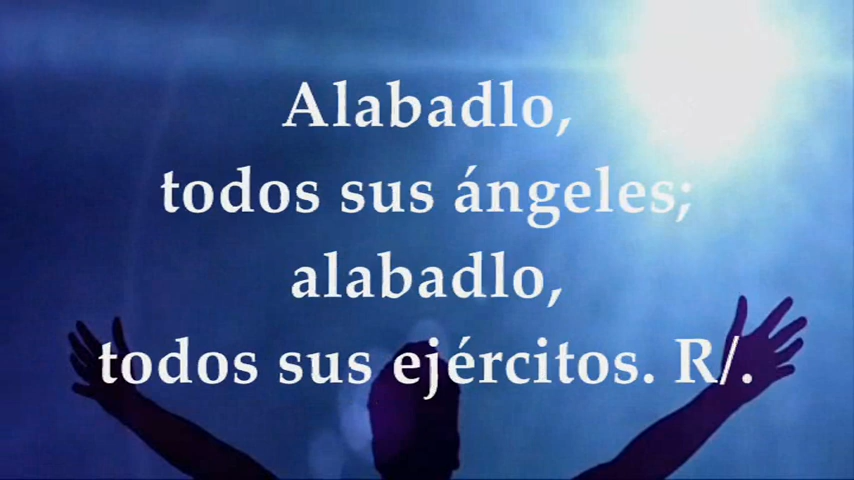 Alabadlo,
todos sus ángeles;
alabadlo,
todos sus ejércitos. R/.